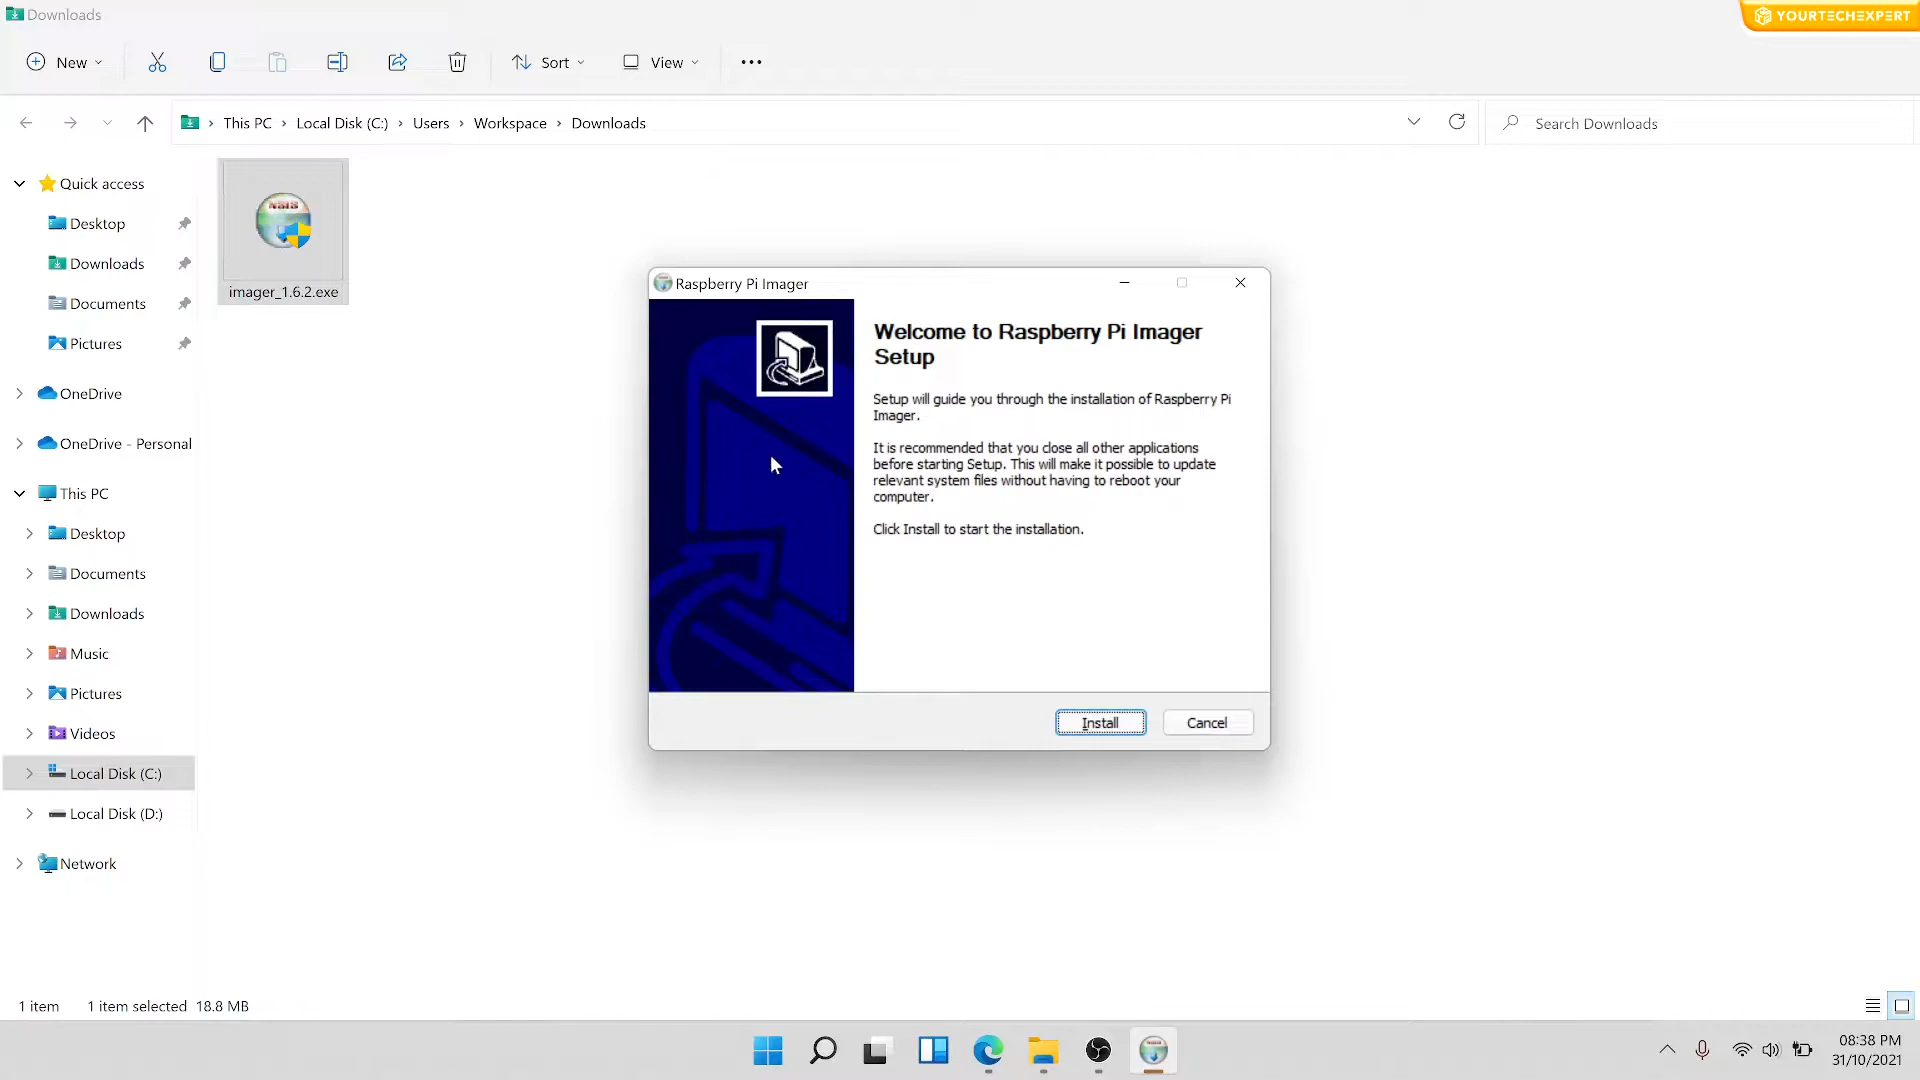 Downloads
YOURTECHEXPERT
New
Sort
View
This PC
Local Disk (C:)
Users
Workspace
Downloads
Search Downloads
Quick access
Desktop
Downloads
Documents
Pictures
OneDrive
OneDrive - Personal
This PC
Desktop
Documents
Downloads
Music
Pictures
Videos
Local Disk (C:)
Local Disk (D:)
Network
imager_1.6.2.exe
Raspberry Pi Imager
Welcome to Raspberry Pi Imager
Setup
Setup will guide you through the installation of Raspberry Pi
Imager.
It is recommended that you close all other applications
before starting Setup. This will make it possible to update
relevant system files without having to reboot your
computer.
Click Install to start the installation.
Install
Cancel
1 item
1 item selected 18.8 MB
08:38 PM
31/10/2021